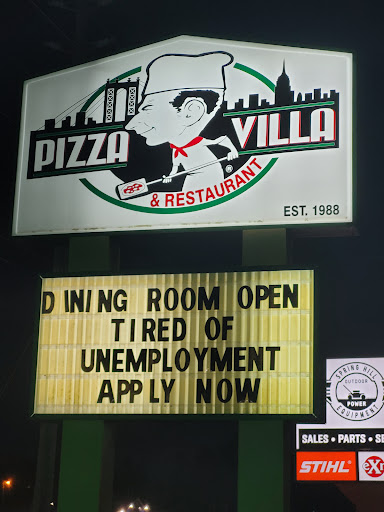 PIZZA VILLA
®
& RESTAURANT
EST. 1988
DINING ROOM OPEN
TIRED OF
UNEMPLOYMENT
APPLY NOW
SPRING HILL
OUTDOOR
POWER
EQUIPMENT
SALES • PARTS •
STIHL